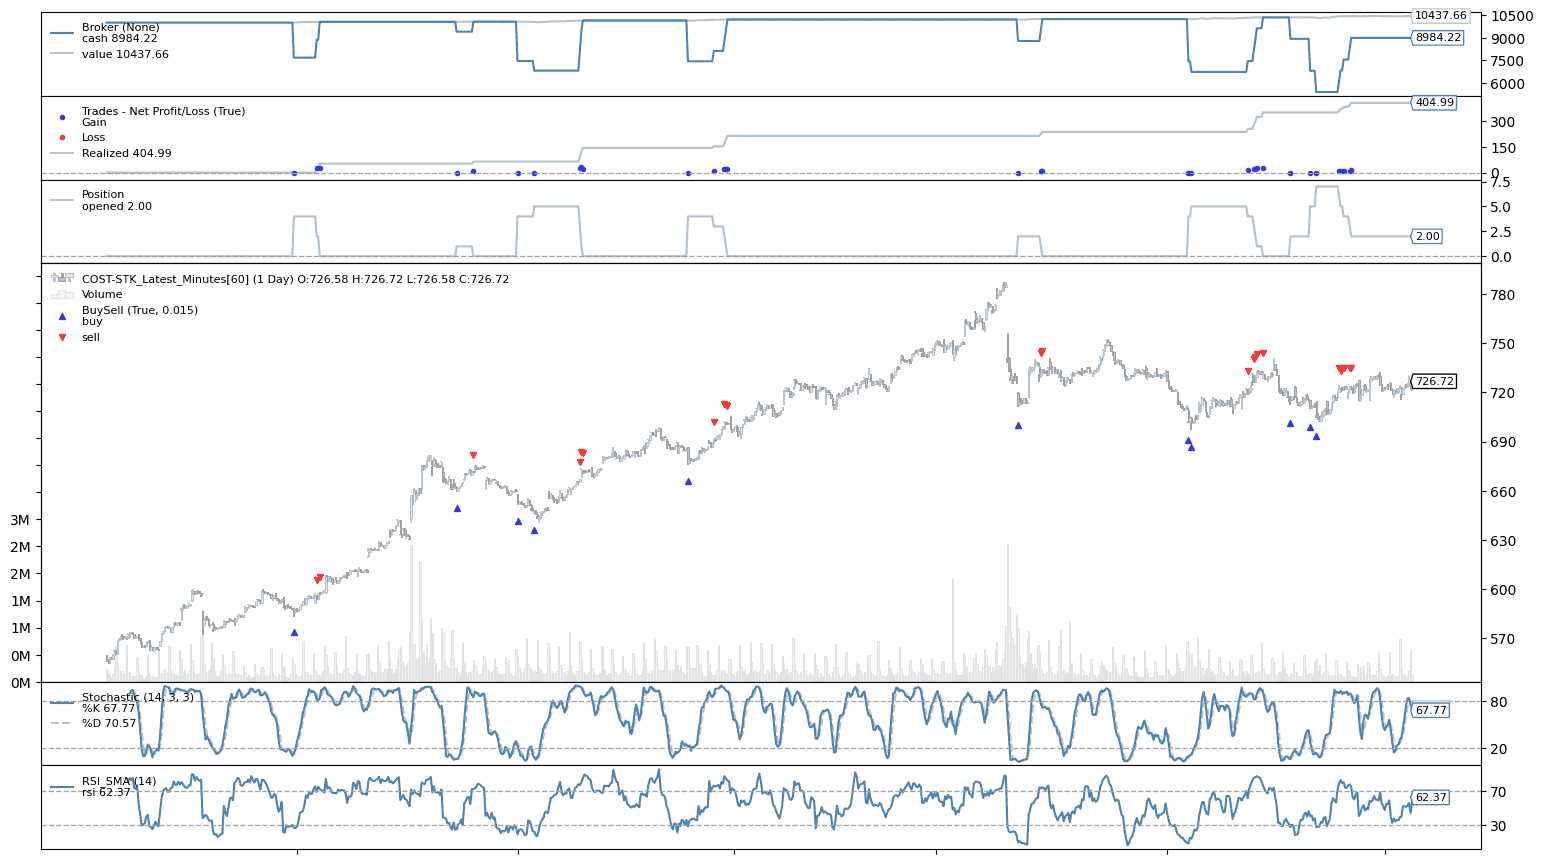 Broker (None)
cash 8984.22
value 10437.66
10437.66
8984.22
10500
9000
7500
6000
Trades - Net Profit/Loss (True)
Gain
Loss
Realized 404.99
404.99
300
150
0
Position
opened 2.00
7.5
5.0
2.5
0.0
2.00
COST-STK_Latest_Minutes[60] (1 Day) O:726.58 H:726.72 L:726.58 C:726.72
Volume
BuySell (True, 0.015)
buy
sell
780
750
720
690
660
630
600
570
726.72
3M
2M
2M
1M
1M
0M
0M
Stochastic (14, 3, 3)
%K 67.77
%D 70.57
80
20
67.77
RSI_SMA (14)
rsi 62.37
70
30
62.37